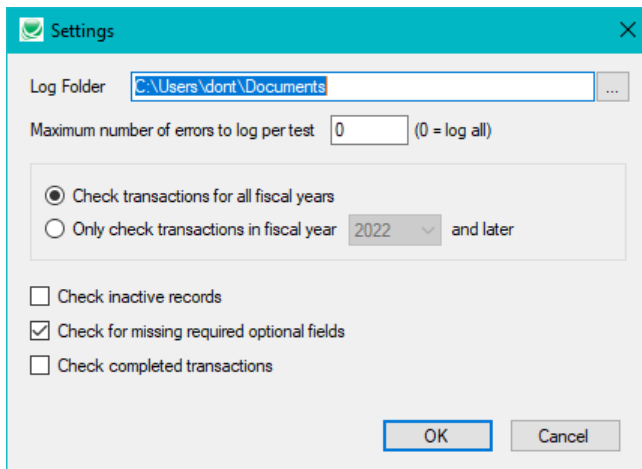 Settings
Log Folder C:\Users\dont\Documents ...
Maximum number of errors to log per test 0 (0 = log all)
Check transactions for all fiscal years
Only check transactions in fiscal year 2022 and later
Check inactive records
Check for missing required optional fields
Check completed transactions
OK Cancel